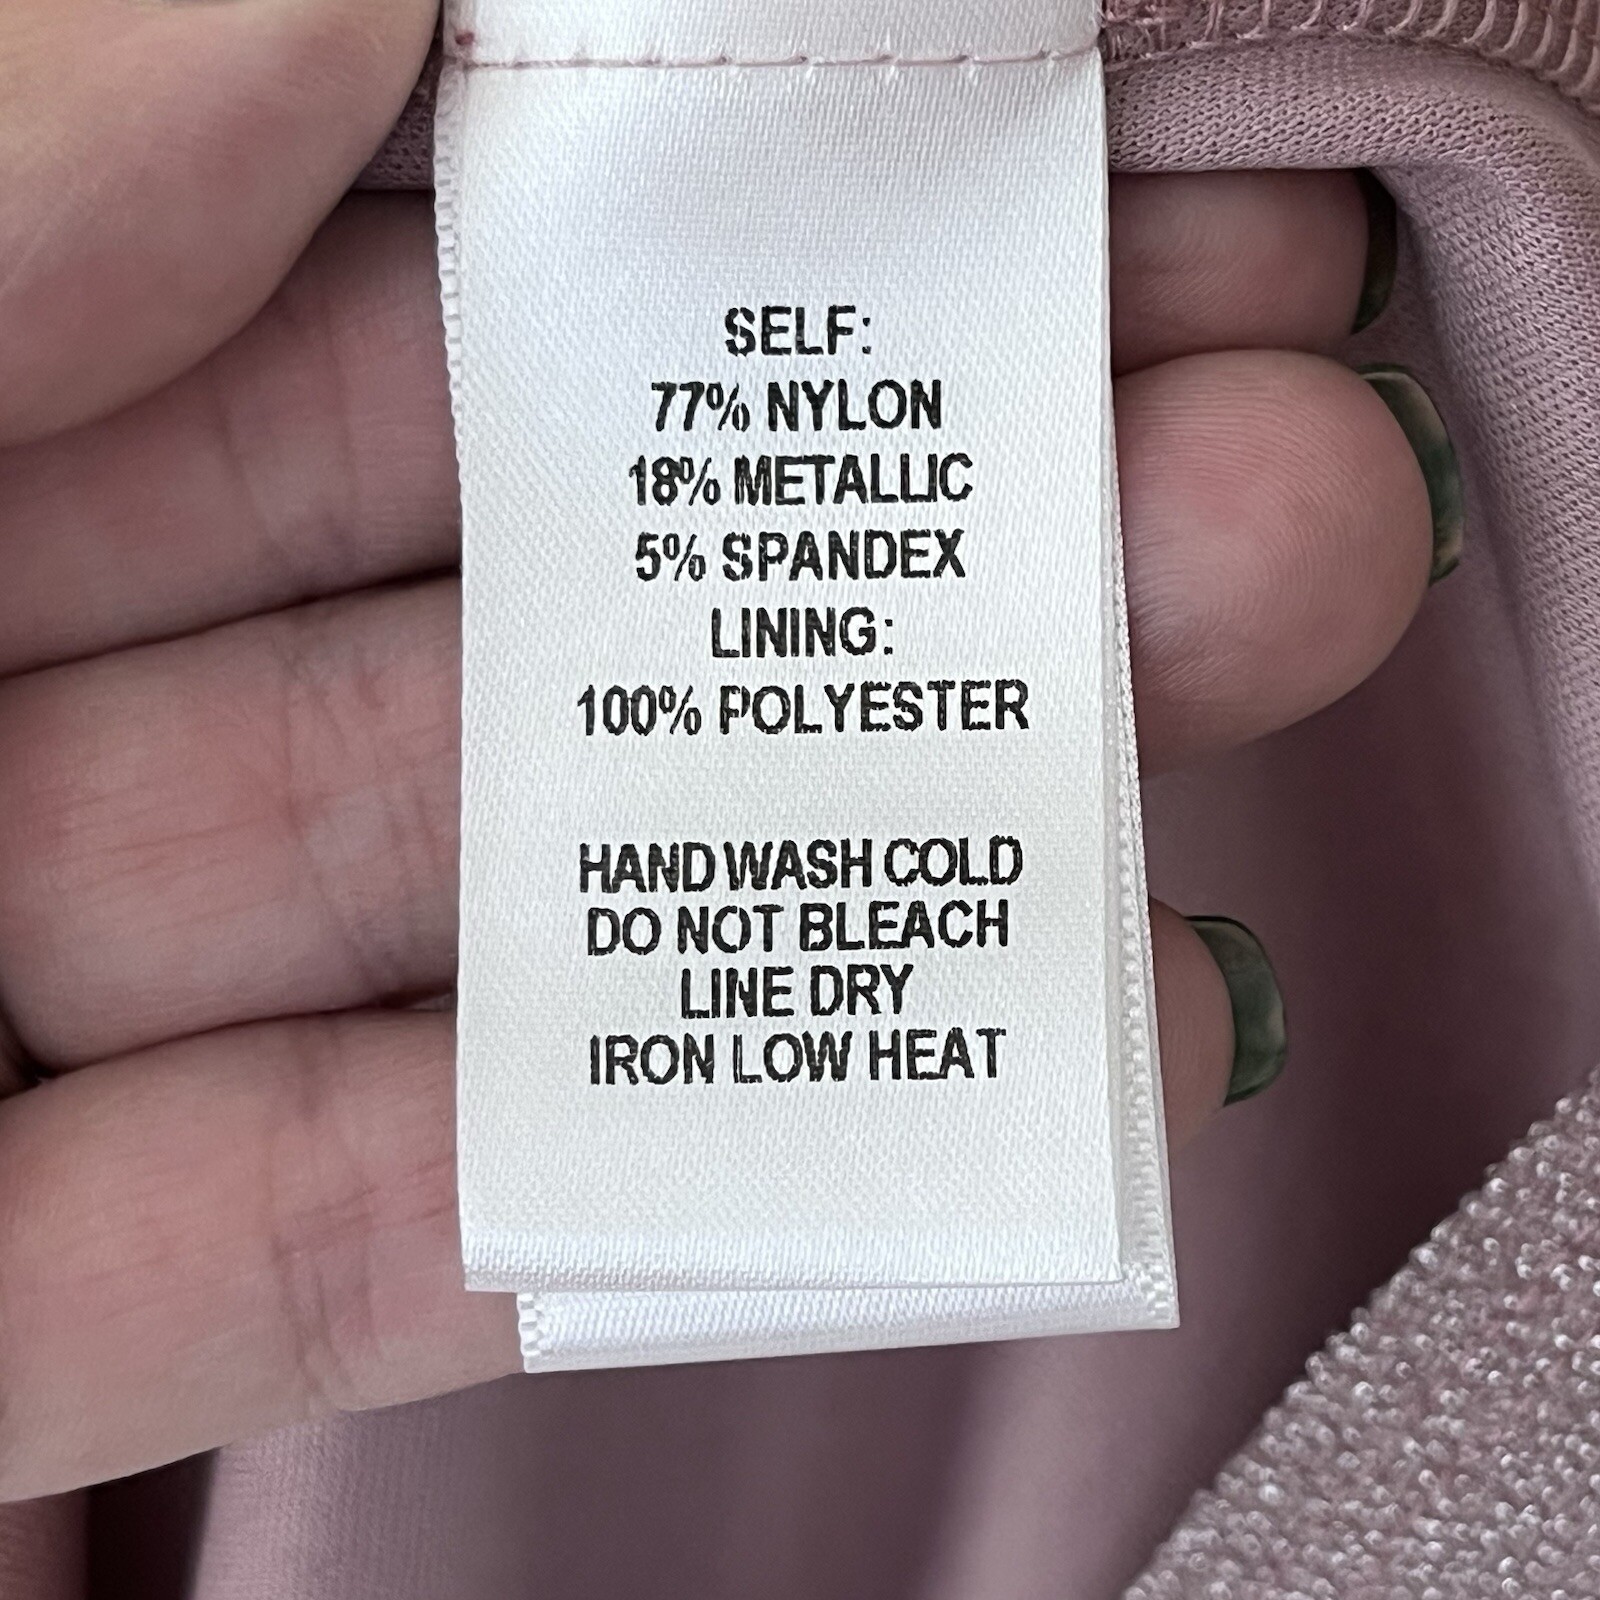 SELF:
77% NYLON
18% METALLIC
5% SPANDEX
LINING:
100% POLYESTER
HAND WASH COLD
DO NOT BLEACH
LINE DRY
IRON LOW HEAT